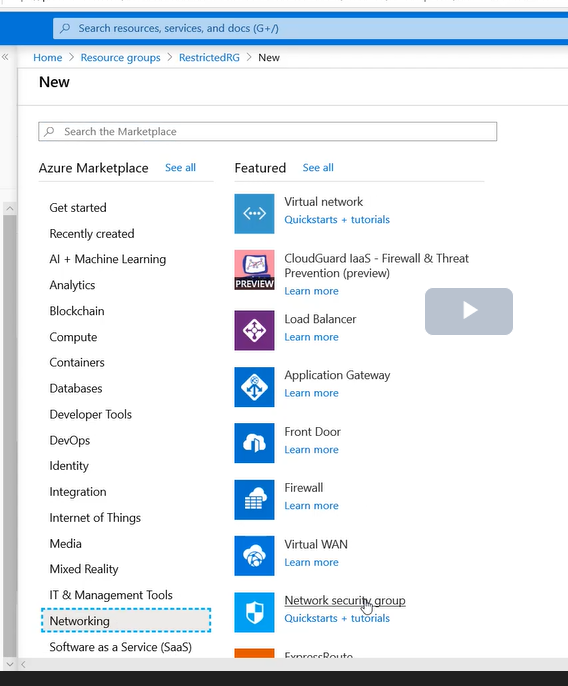 Search resources, services, and docs (G+/)
Home > Resource groups > RestrictedRG > New
New
Search the Marketplace
Azure Marketplace See all
Get started
Recently created
AI + Machine Learning
Analytics
Blockchain
Compute
Containers
Databases
Developer Tools
DevOps
Identity
Integration
Internet of Things
Media
Mixed Reality
IT & Management Tools
Networking
Software as a Service (SaaS)
Featured See all
Virtual network
Quickstarts + tutorials
PREVIEW
CloudGuard IaaS - Firewall & Threat
Prevention (preview)
Learn more
Load Balancer
Learn more
Application Gateway
Learn more
Front Door
Learn more
Firewall
Learn more
Virtual WAN
Learn more
Network security group
Quickstarts + tutorials
ExpressRoute